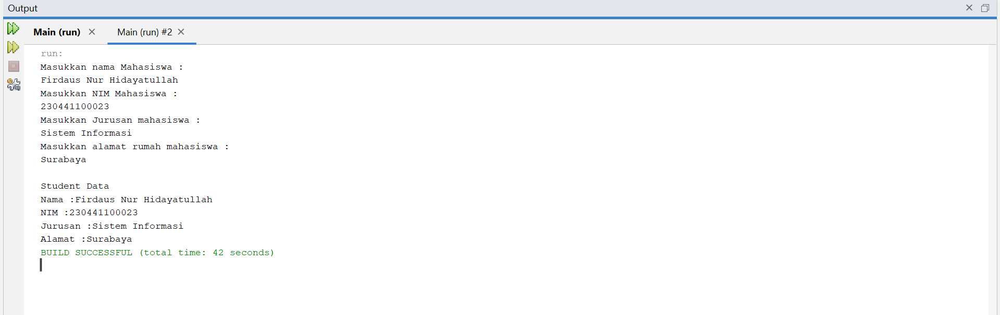 Output
Main (run)
Main (run) #2
run:
Masukkan nama Mahasiswa :
Firdaus Nur Hidayatullah
Masukkan NIM Mahasiswa :
230441100023
Masukkan Jurusan mahasiswa :
Sistem Informasi
Masukkan alamat rumah mahasiswa :
Surabaya
Student Data
Nama :Firdaus Nur Hidayatullah
NIM :230441100023
Jurusan :Sistem Informasi
Alamat :Surabaya
BUILD SUCCESSFUL (total time: 42 seconds)